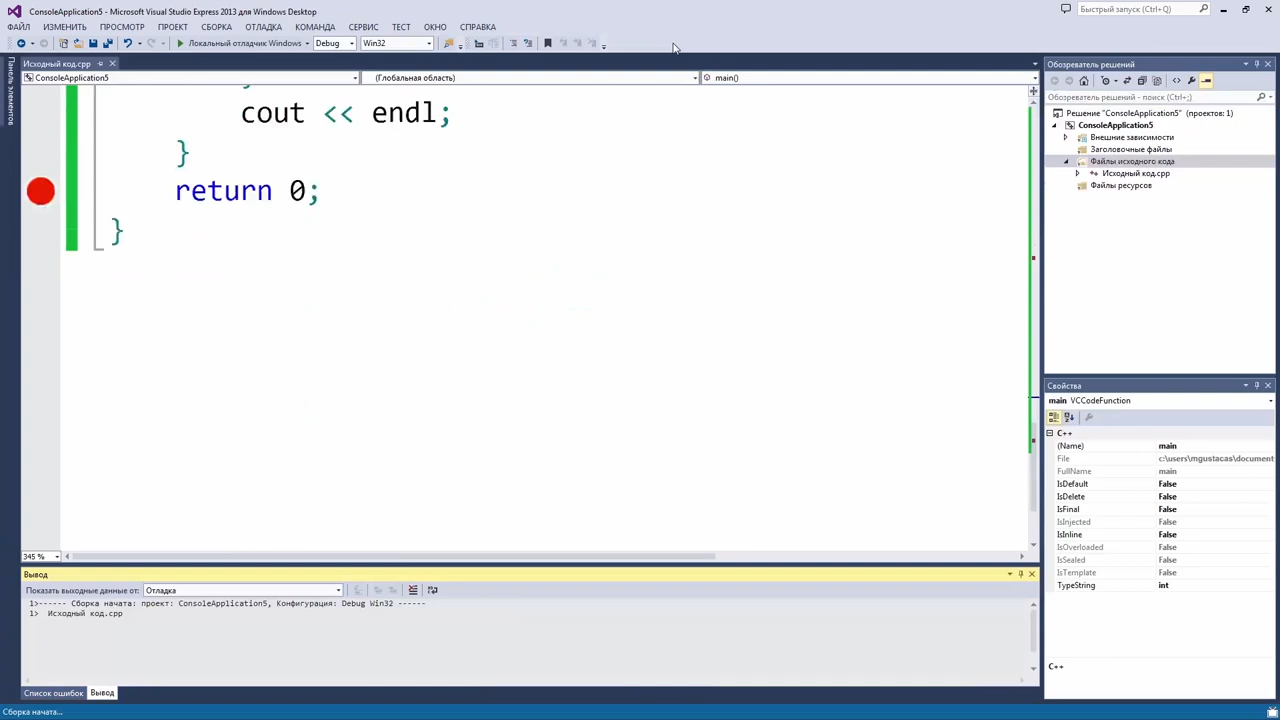 ConsoleApplication5 - Microsoft Visual Studio Express 2013 для Windows Desktop
Быстрый запуск (Ctrl+Q)
ФАЙЛ ИЗМЕНИТЬ ПРОСМОТР ПРОЕКТ СБОРКА ОТЛАДКА КОМАНДА СЕРВИС ТЕСТ ОКНО СПРАВКА
Локальный отладчик Windows Debug Win32
Панель элементов
Исходный код.cpp
ConsoleApplication5 (Глобальная область) main()
cout << endl;
}
return 0;
}
345 %
Вывод
Показать выходные данные от: Отладка
1>------ Сборка начата: проект: ConsoleApplication5, Конфигурация: Debug Win32 ------
1> Исходный код.cpp
Список ошибок Вывод
Сборка начата...
Обозреватель решений
Обозреватель решений - поиск (Ctrl+;)
Решение "ConsoleApplication5" (проектов: 1)
ConsoleApplication5
Внешние зависимости
Заголовочные файлы
Файлы исходного кода
Исходный код.cpp
Файлы ресурсов
Свойства
main VCCodeFunction
C++
(Name) main
File c:\users\mgustacas\document
FullName main
IsDefault False
IsDelete False
IsFinal False
IsInjected False
IsInline False
IsOverloaded False
IsSealed False
IsTemplate False
TypeString int
C++